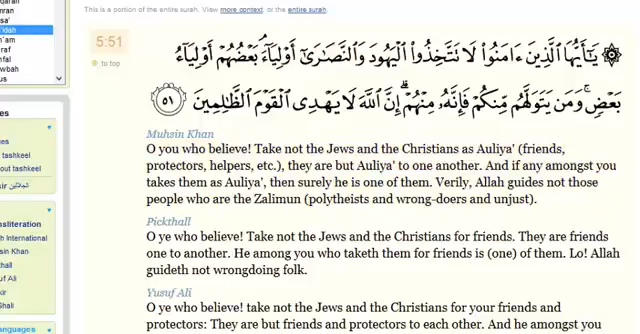 This is a portion of the entire surah. View more context, or the entire surah.
5:51
to top
يَـٰٓأَيُّهَا ٱلَّذِينَ ءَامَنُوا۟ لَا تَتَّخِذُوا۟ ٱلْيَهُودَ وَٱلنَّصَـٰرَىٰٓ أَوْلِيَآءَ ۘ بَعْضُهُمْ أَوْلِيَآءُ
بَعْضٍ ۚ وَمَن يَتَوَلَّهُم مِّنكُمْ فَإِنَّهُۥ مِنْهُمْ ۗ إِنَّ ٱللَّهَ لَا يَهْدِى ٱلْقَوْمَ ٱلظَّـٰلِمِينَ ٥١
Muhsin Khan
O you who believe! Take not the Jews and the Christians as Auliya' (friends,
protectors, helpers, etc.), they are but Auliya' to one another. And if any amongst you
takes them as Auliya', then surely he is one of them. Verily, Allah guides not those
people who are the Zalimun (polytheists and wrong-doers and unjust).
Pickthall
O ye who believe! Take not the Jews and the Christians for friends. They are friends
one to another. He among you who taketh them for friends is (one) of them. Lo! Allah
guideth not wrongdoing folk.
Yusuf Ali
O ye who believe! take not the Jews and the Christians for your friends and
protectors: They are but friends and protectors to each other. And he amongst you